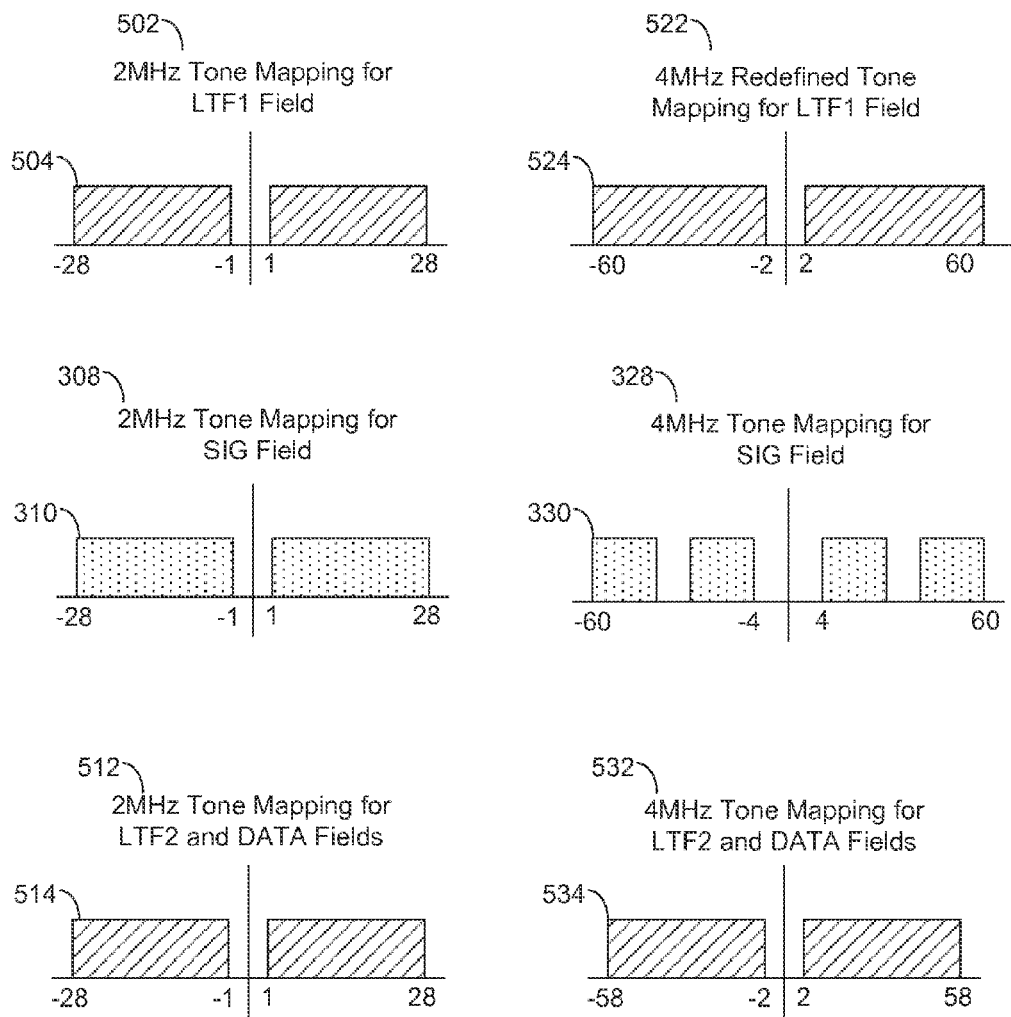 502
2MHz Tone Mapping for
LTF1 Field
504
-28 -1 1 28
522
4MHz Redefined Tone
Mapping for LTF1 Field
524
-60 -2 2 60
308
2MHz Tone Mapping for
SIG Field
310
-28 -1 1 28
328
4MHz Tone Mapping for
SIG Field
330
-60 -4 4 60
512
2MHz Tone Mapping for
LTF2 and DATA Fields
514
-28 -1 1 28
532
4MHz Tone Mapping for
LTF2 and DATA Fields
534
-58 -2 2 58